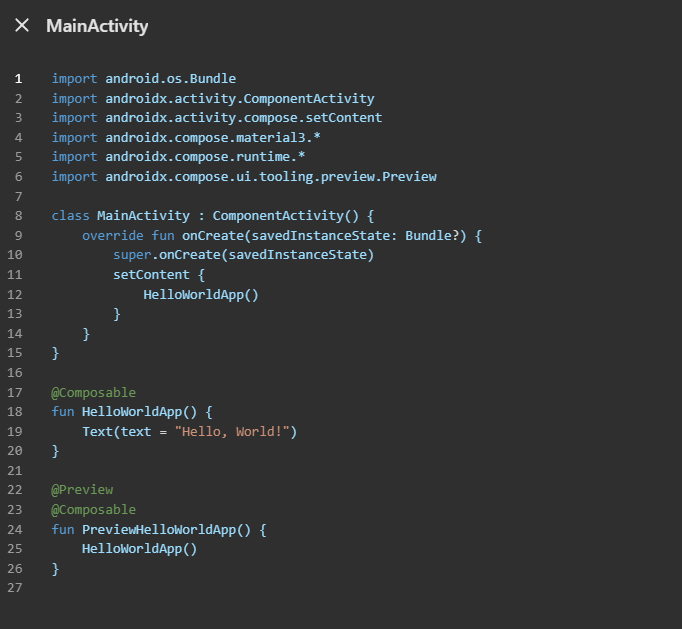 MainActivity
1 import android.os.Bundle
2 import androidx.activity.ComponentActivity
3 import androidx.activity.compose.setContent
4 import androidx.compose.material3.*
5 import androidx.compose.runtime.*
6 import androidx.compose.ui.tooling.preview.Preview
7
8 class MainActivity : ComponentActivity() {
9     override fun onCreate(savedInstanceState: Bundle?) {
10         super.onCreate(savedInstanceState)
11         setContent {
12             HelloWorldApp()
13         }
14     }
15 }
16
17 @Composable
18 fun HelloWorldApp() {
19     Text(text = "Hello, World!")
20 }
21
22 @Preview
23 @Composable
24 fun PreviewHelloWorldApp() {
25     HelloWorldApp()
26 }
27